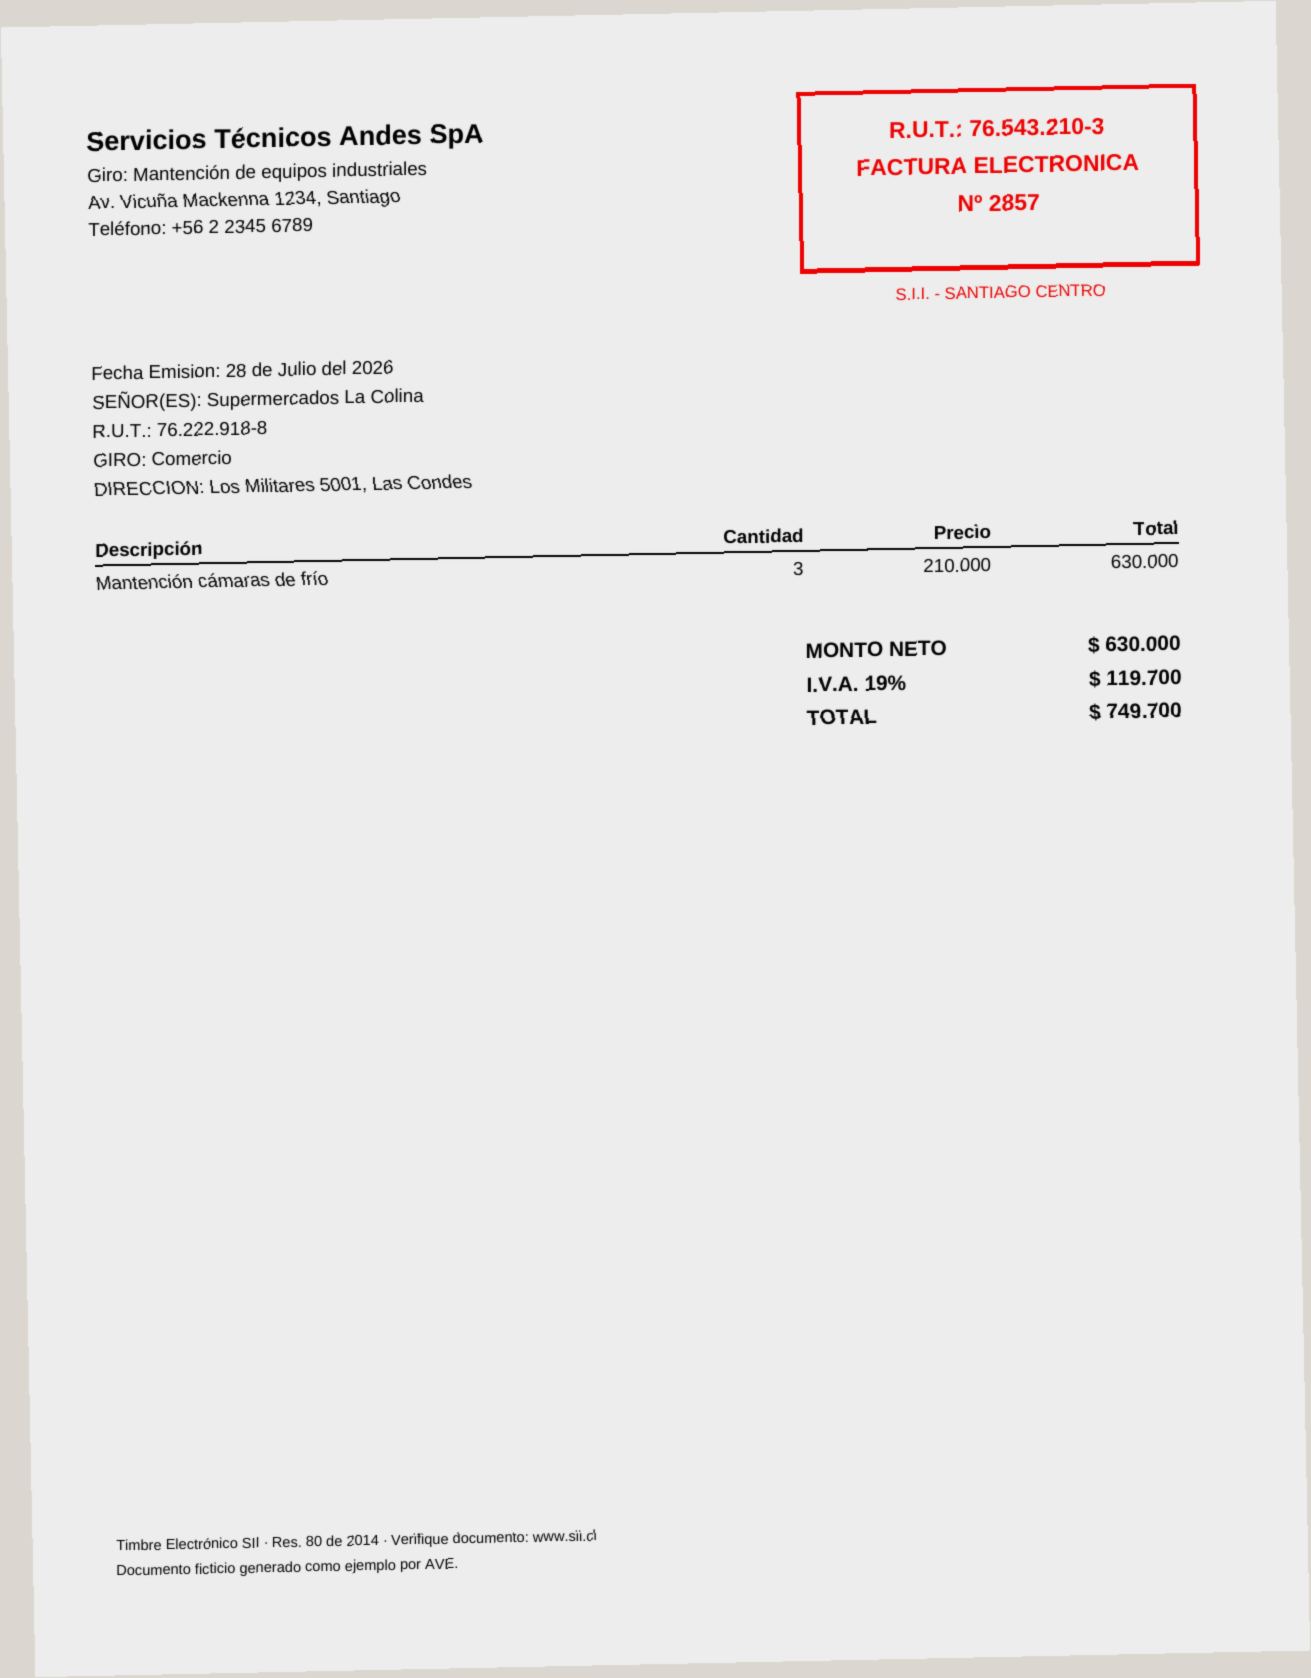 Servicios Técnicos Andes SpA
Giro: Mantención de equipos industriales
Av. Vicuña Mackenna 1234, Santiago
Teléfono: +56 2 2345 6789
R.U.T.: 76.543.210-3
FACTURA ELECTRONICA
Nº 2857
S.I.I. - SANTIAGO CENTRO
Fecha Emision: 28 de Julio del 2026
SEÑOR(ES): Supermercados La Colina
R.U.T.: 76.222.918-8
GIRO: Comercio
DIRECCION: Los Militares 5001, Las Condes
Descripción Cantidad Precio Total
Mantención cámaras de frío 3 210.000 630.000
MONTO NETO $ 630.000
I.V.A. 19% $ 119.700
TOTAL $ 749.700
Timbre Electrónico SII · Res. 80 de 2014 · Verifique documento: www.sii.cl
Documento ficticio generado como ejemplo por AVE.